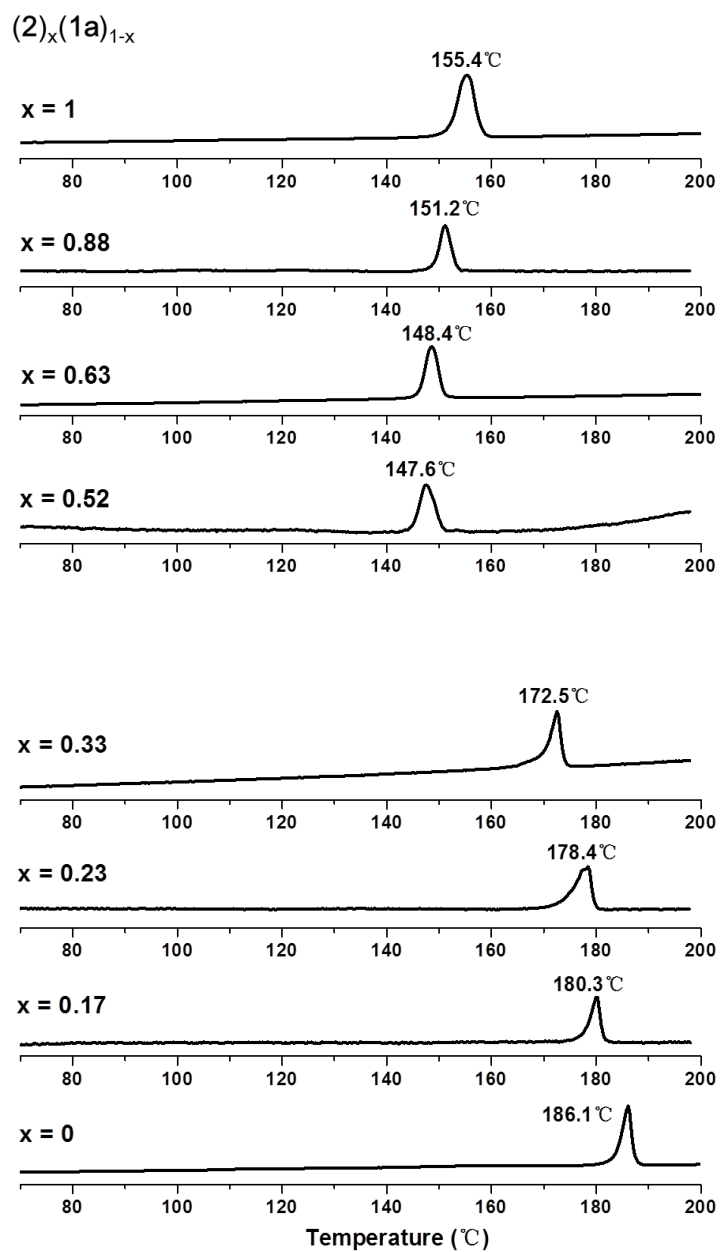 (2)x(1a)1-x
155.4℃
x = 1
80 100 120 140 160 180 200
151.2℃
x = 0.88
80 100 120 140 160 180 200
148.4℃
x = 0.63
80 100 120 140 160 180 200
147.6℃
x = 0.52
80 100 120 140 160 180 200
172.5℃
x = 0.33
80 100 120 140 160 180 200
178.4℃
x = 0.23
80 100 120 140 160 180 200
180.3℃
x = 0.17
80 100 120 140 160 180 200
186.1℃
x = 0
80 100 120 140 160 180 200
Temperature (℃)